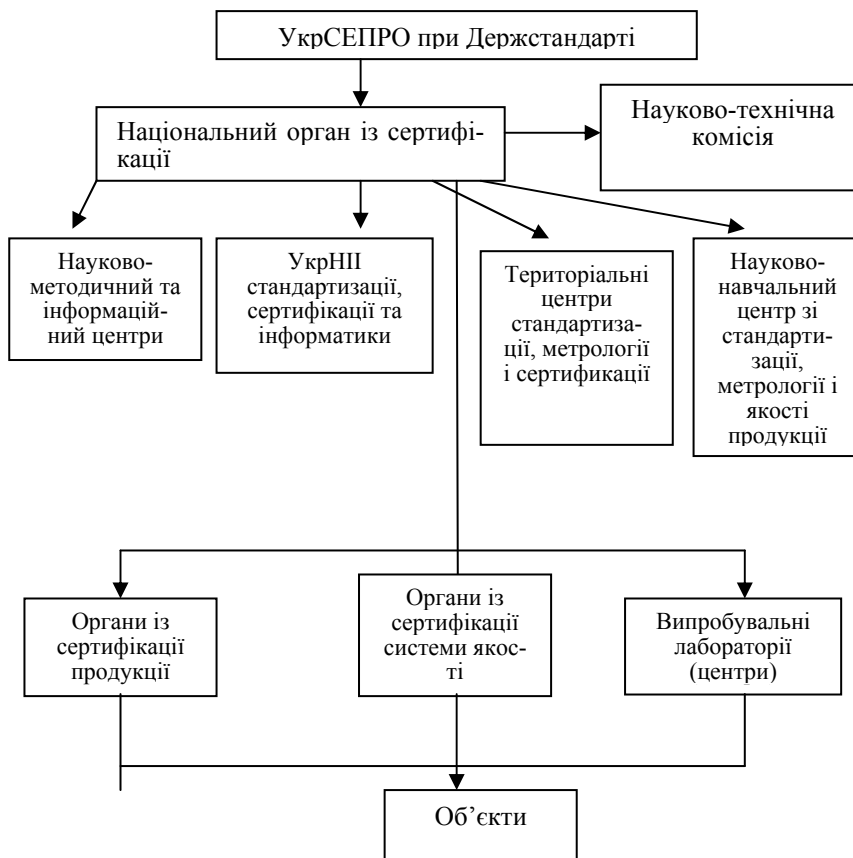 УкрСЕПРО при Держстандарті
Національний орган із сертифі-
кації
Науково-технічна
комісія
Науково-
методичний та
інформацій-
ний центри
УкрНІІ
стандартизації,
сертифікації та
інформатики
Територіальні
центри
стандартиза-
ції, метрології
і сертификації
Науково-
навчальний
центр зі
стандарти-
зації,
метрології і
якості
продукції
Органи із
сертифікації
продукції
Органи із
сертифікації
системи якос-
ті
Випробувальні
лабораторії
(центри)
Об’єкти